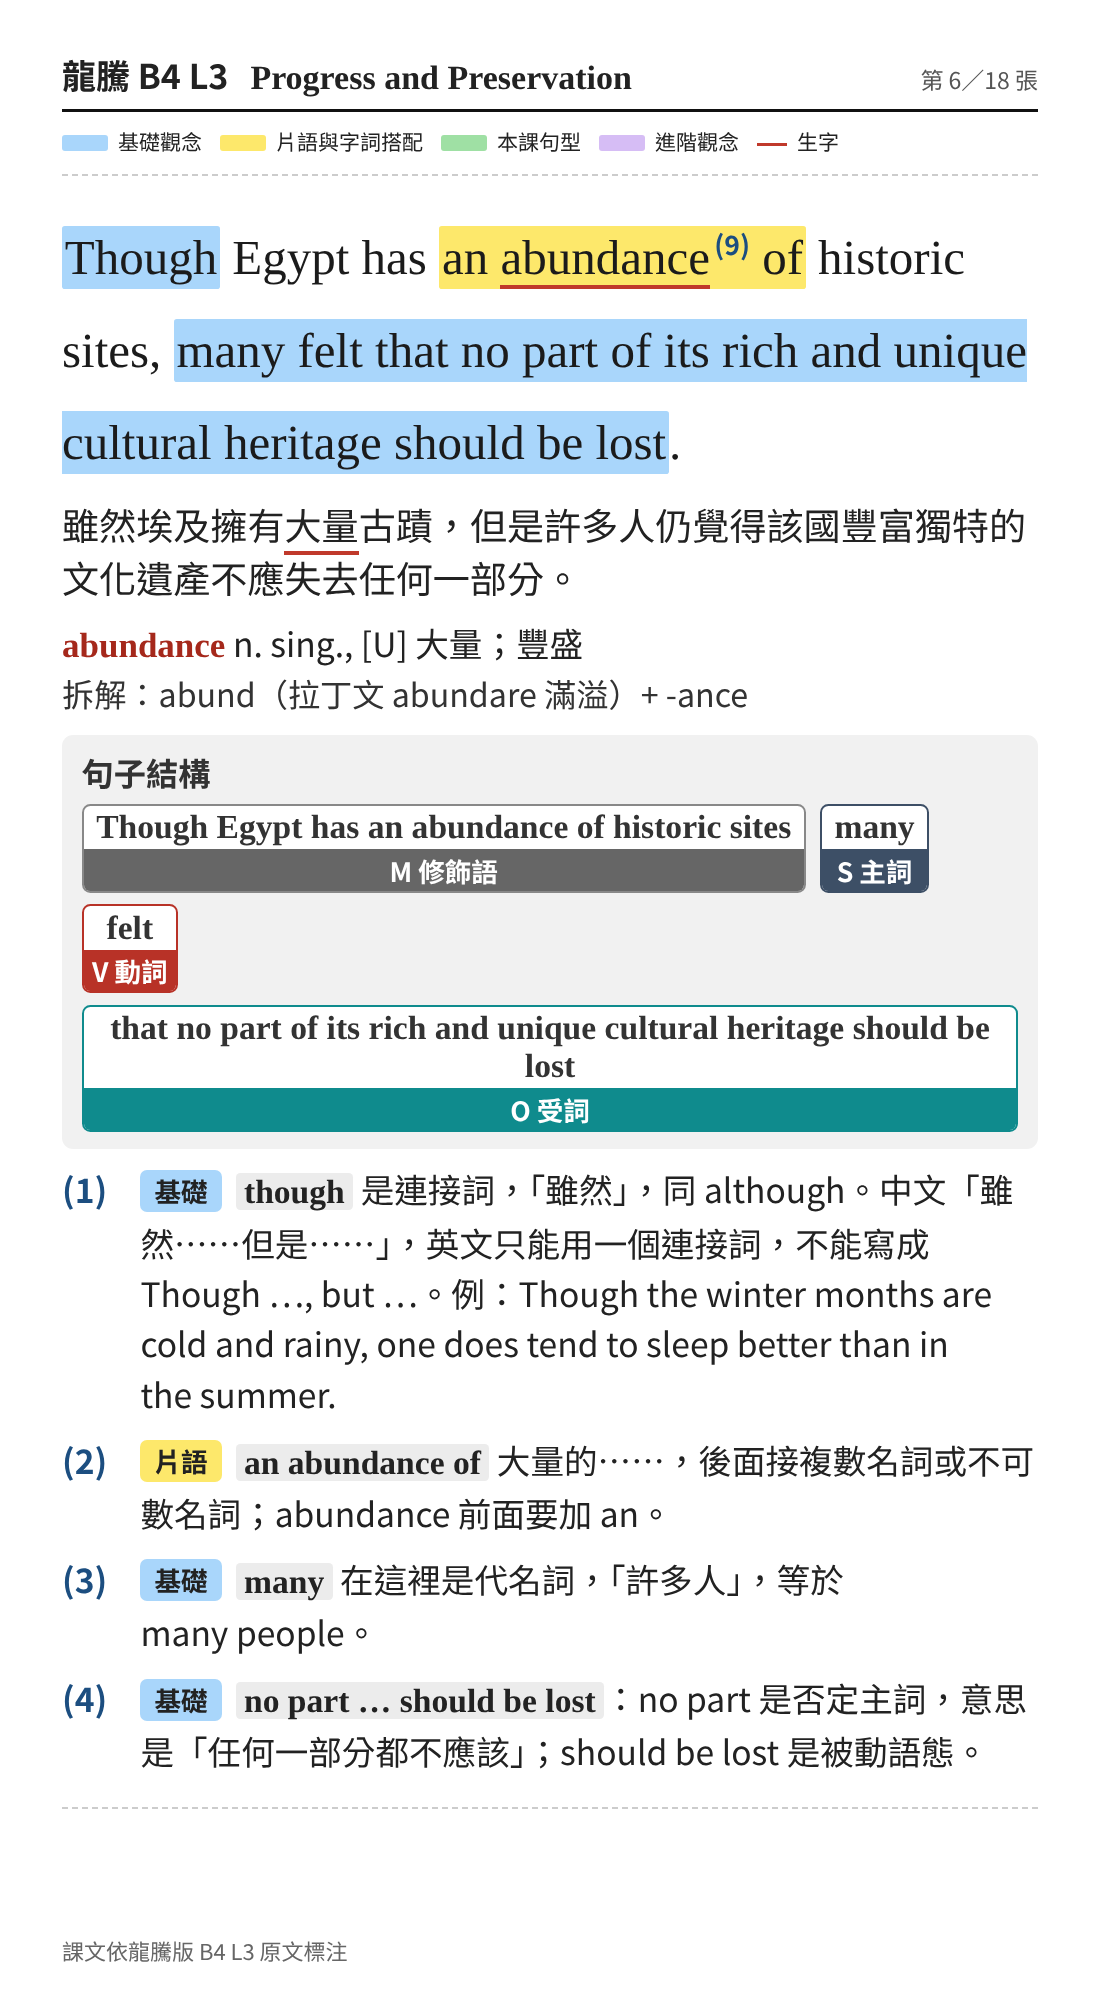 龍騰 B4 L3 Progress and Preservation 第 6／18 張
基礎觀念 片語與字詞搭配 本課句型 進階觀念 生字
Though Egypt has an abundance(9) of historic
sites, many felt that no part of its rich and unique
cultural heritage should be lost.
雖然埃及擁有大量古蹟，但是許多人仍覺得該國豐富獨特的
文化遺產不應失去任何一部分。
abundance n. sing., [U] 大量；豐盛
拆解：abund（拉丁文 abundare 滿溢）+ -ance
句子結構
Though Egypt has an abundance of historic sites many
M 修飾語 S 主詞
felt
V 動詞
that no part of its rich and unique cultural heritage should be
lost
O 受詞
(1) 基礎 though 是連接詞，「雖然」，同 although。中文「雖
然……但是……」，英文只能用一個連接詞，不能寫成
Though …, but …。例：Though the winter months are
cold and rainy, one does tend to sleep better than in
the summer.
(2) 片語 an abundance of 大量的……，後面接複數名詞或不可
數名詞；abundance 前面要加 an。
(3) 基礎 many 在這裡是代名詞，「許多人」，等於
many people。
(4) 基礎 no part … should be lost：no part 是否定主詞，意思
是「任何一部分都不應該」；should be lost 是被動語態。
課文依龍騰版 B4 L3 原文標注